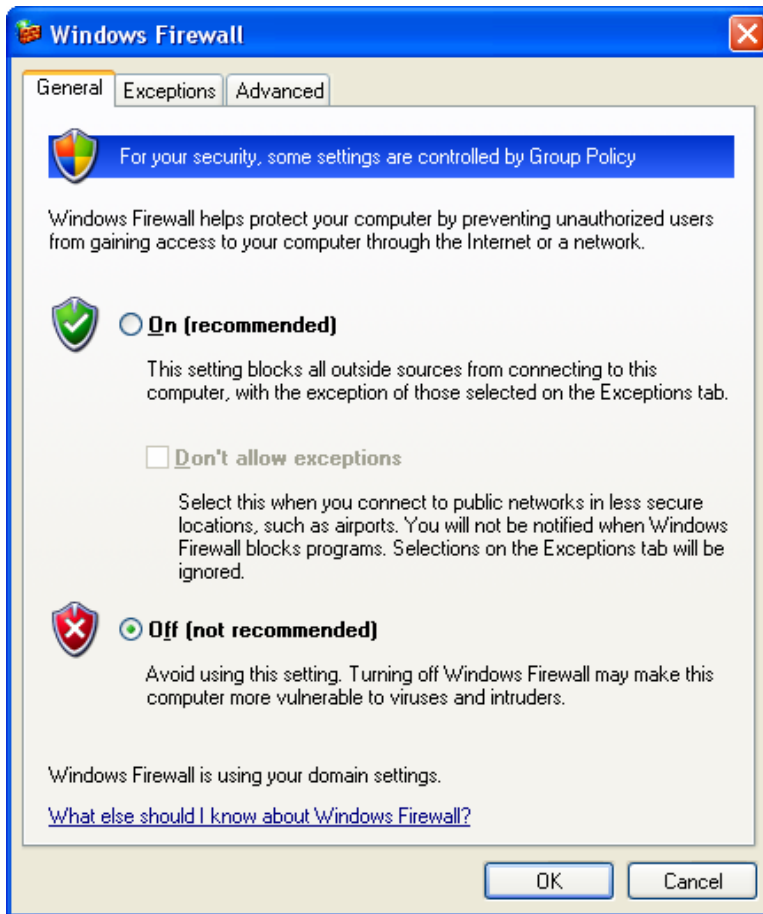 Windows Firewall
General
Exceptions
Advanced
For your security, some settings are controlled by Group Policy
Windows Firewall helps protect your computer by preventing unauthorized users
from gaining access to your computer through the Internet or a network.
On (recommended)
This setting blocks all outside sources from connecting to this
computer, with the exception of those selected on the Exceptions tab.
Don't allow exceptions
Select this when you connect to public networks in less secure
locations, such as airports. You will not be notified when Windows
Firewall blocks programs. Selections on the Exceptions tab will be
ignored.
Off (not recommended)
Avoid using this setting. Turning off Windows Firewall may make this
computer more vulnerable to viruses and intruders.
Windows Firewall is using your domain settings.
What else should I know about Windows Firewall?
OK
Cancel